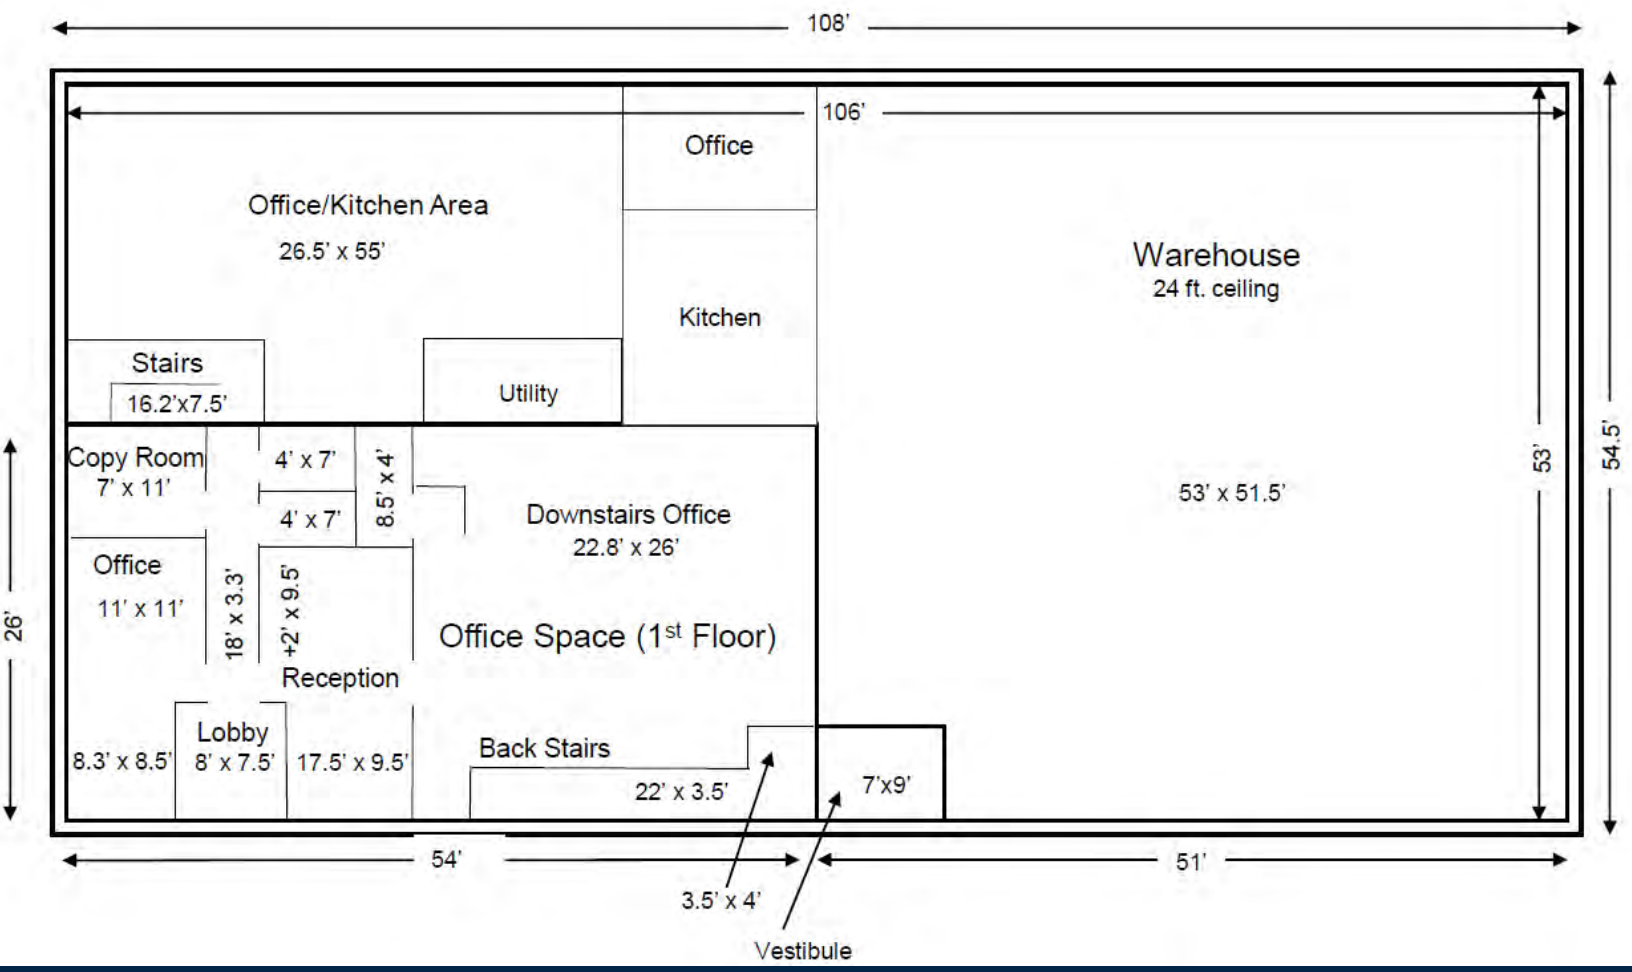 108’
106’
Office
Office/Kitchen Area
26.5’ x 55’
Warehouse
24 ft. ceiling
Kitchen
Stairs
16.2’x7.5’
Utility
Copy Room
7’ x 11’
4’ x 7’
4’ x 7’
8.5’ x 4’
Downstairs Office
22.8’ x 26’
53’ x 51.5’
53’
54.5’
Office
11’ x 11’
18’ x 3.3’
+2’ x 9.5’
26’
Office Space (1st Floor)
Reception
Lobby
8.3’ x 8.5’
8’ x 7.5’
17.5’ x 9.5’
Back Stairs
22’ x 3.5’
7’x9’
54’
51’
3.5’ x 4’
Vestibule